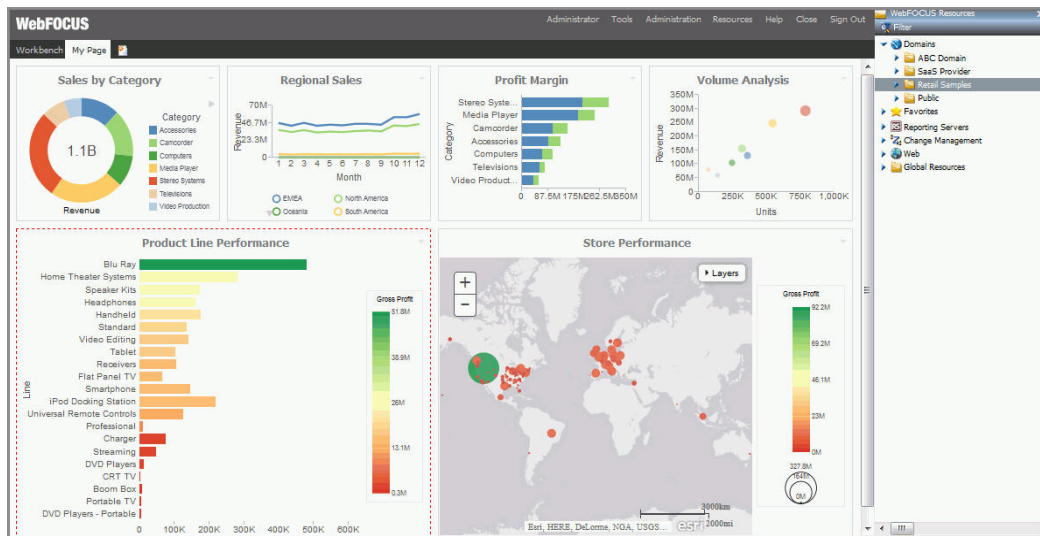 WebFOCUS
Administrator Tools Administration Resources Help Close Sign Out
Workbench My Page
Sales by Category
1.1B
Revenue
Category
Accessories
Camcorder
Computers
Media Player
Stereo Systems
Televisions
Video Production
Regional Sales
Revenue
70M
46.7M
23.3M
0
1 2 3 4 5 6 7 8 9 10 11 12
Month
EMEA
North America
Oceania
South America
Profit Margin
Category
Stereo Syste...
Media Player
Camcorder
Accessories
Computers
Televisions
Video Product...
0 87.5M 175M 262.5M 350M
Volume Analysis
Revenue
350M
300M
250M
200M
150M
100M
50M
0
0 250K 500K 750K 1,000K
Units
Product Line Performance
Line
Blu Ray
Home Theater Systems
Speaker Kits
Headphones
Handheld
Standard
Video Editing
Tablet
Receivers
Flat Panel TV
Smartphone
iPod Docking Station
Universal Remote Controls
Professional
Charger
Streaming
DVD Players
CRT TV
Boom Box
Portable TV
DVD Players - Portable
0 100K 200K 300K 400K 500K 600K
Gross Profit
51.8M
38.9M
26M
13.1M
0.3M
Store Performance
+
−
Layers
3000km
2000mi
Esri, HERE, DeLorme, NGA, USGS...
esri
Gross Profit
92.2M
69.2M
46.1M
23M
0M
327.8M
164M
0M
WebFOCUS Resources
Filter
Domains
ABC Domain
SaaS Provider
Retail Samples
Public
Favorites
Reporting Servers
Change Management
Web
Global Resources